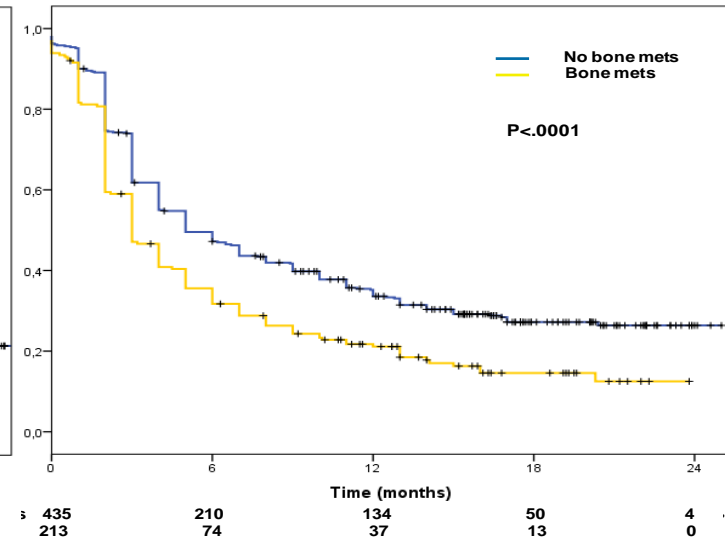 1,0
No bone mets
Bone mets
0,8
P<.0001
0,6
0,4
0,2
0,0
0 6 12 18 24
Time (months)
s 435 210 134 50 4
213 74 37 13 0